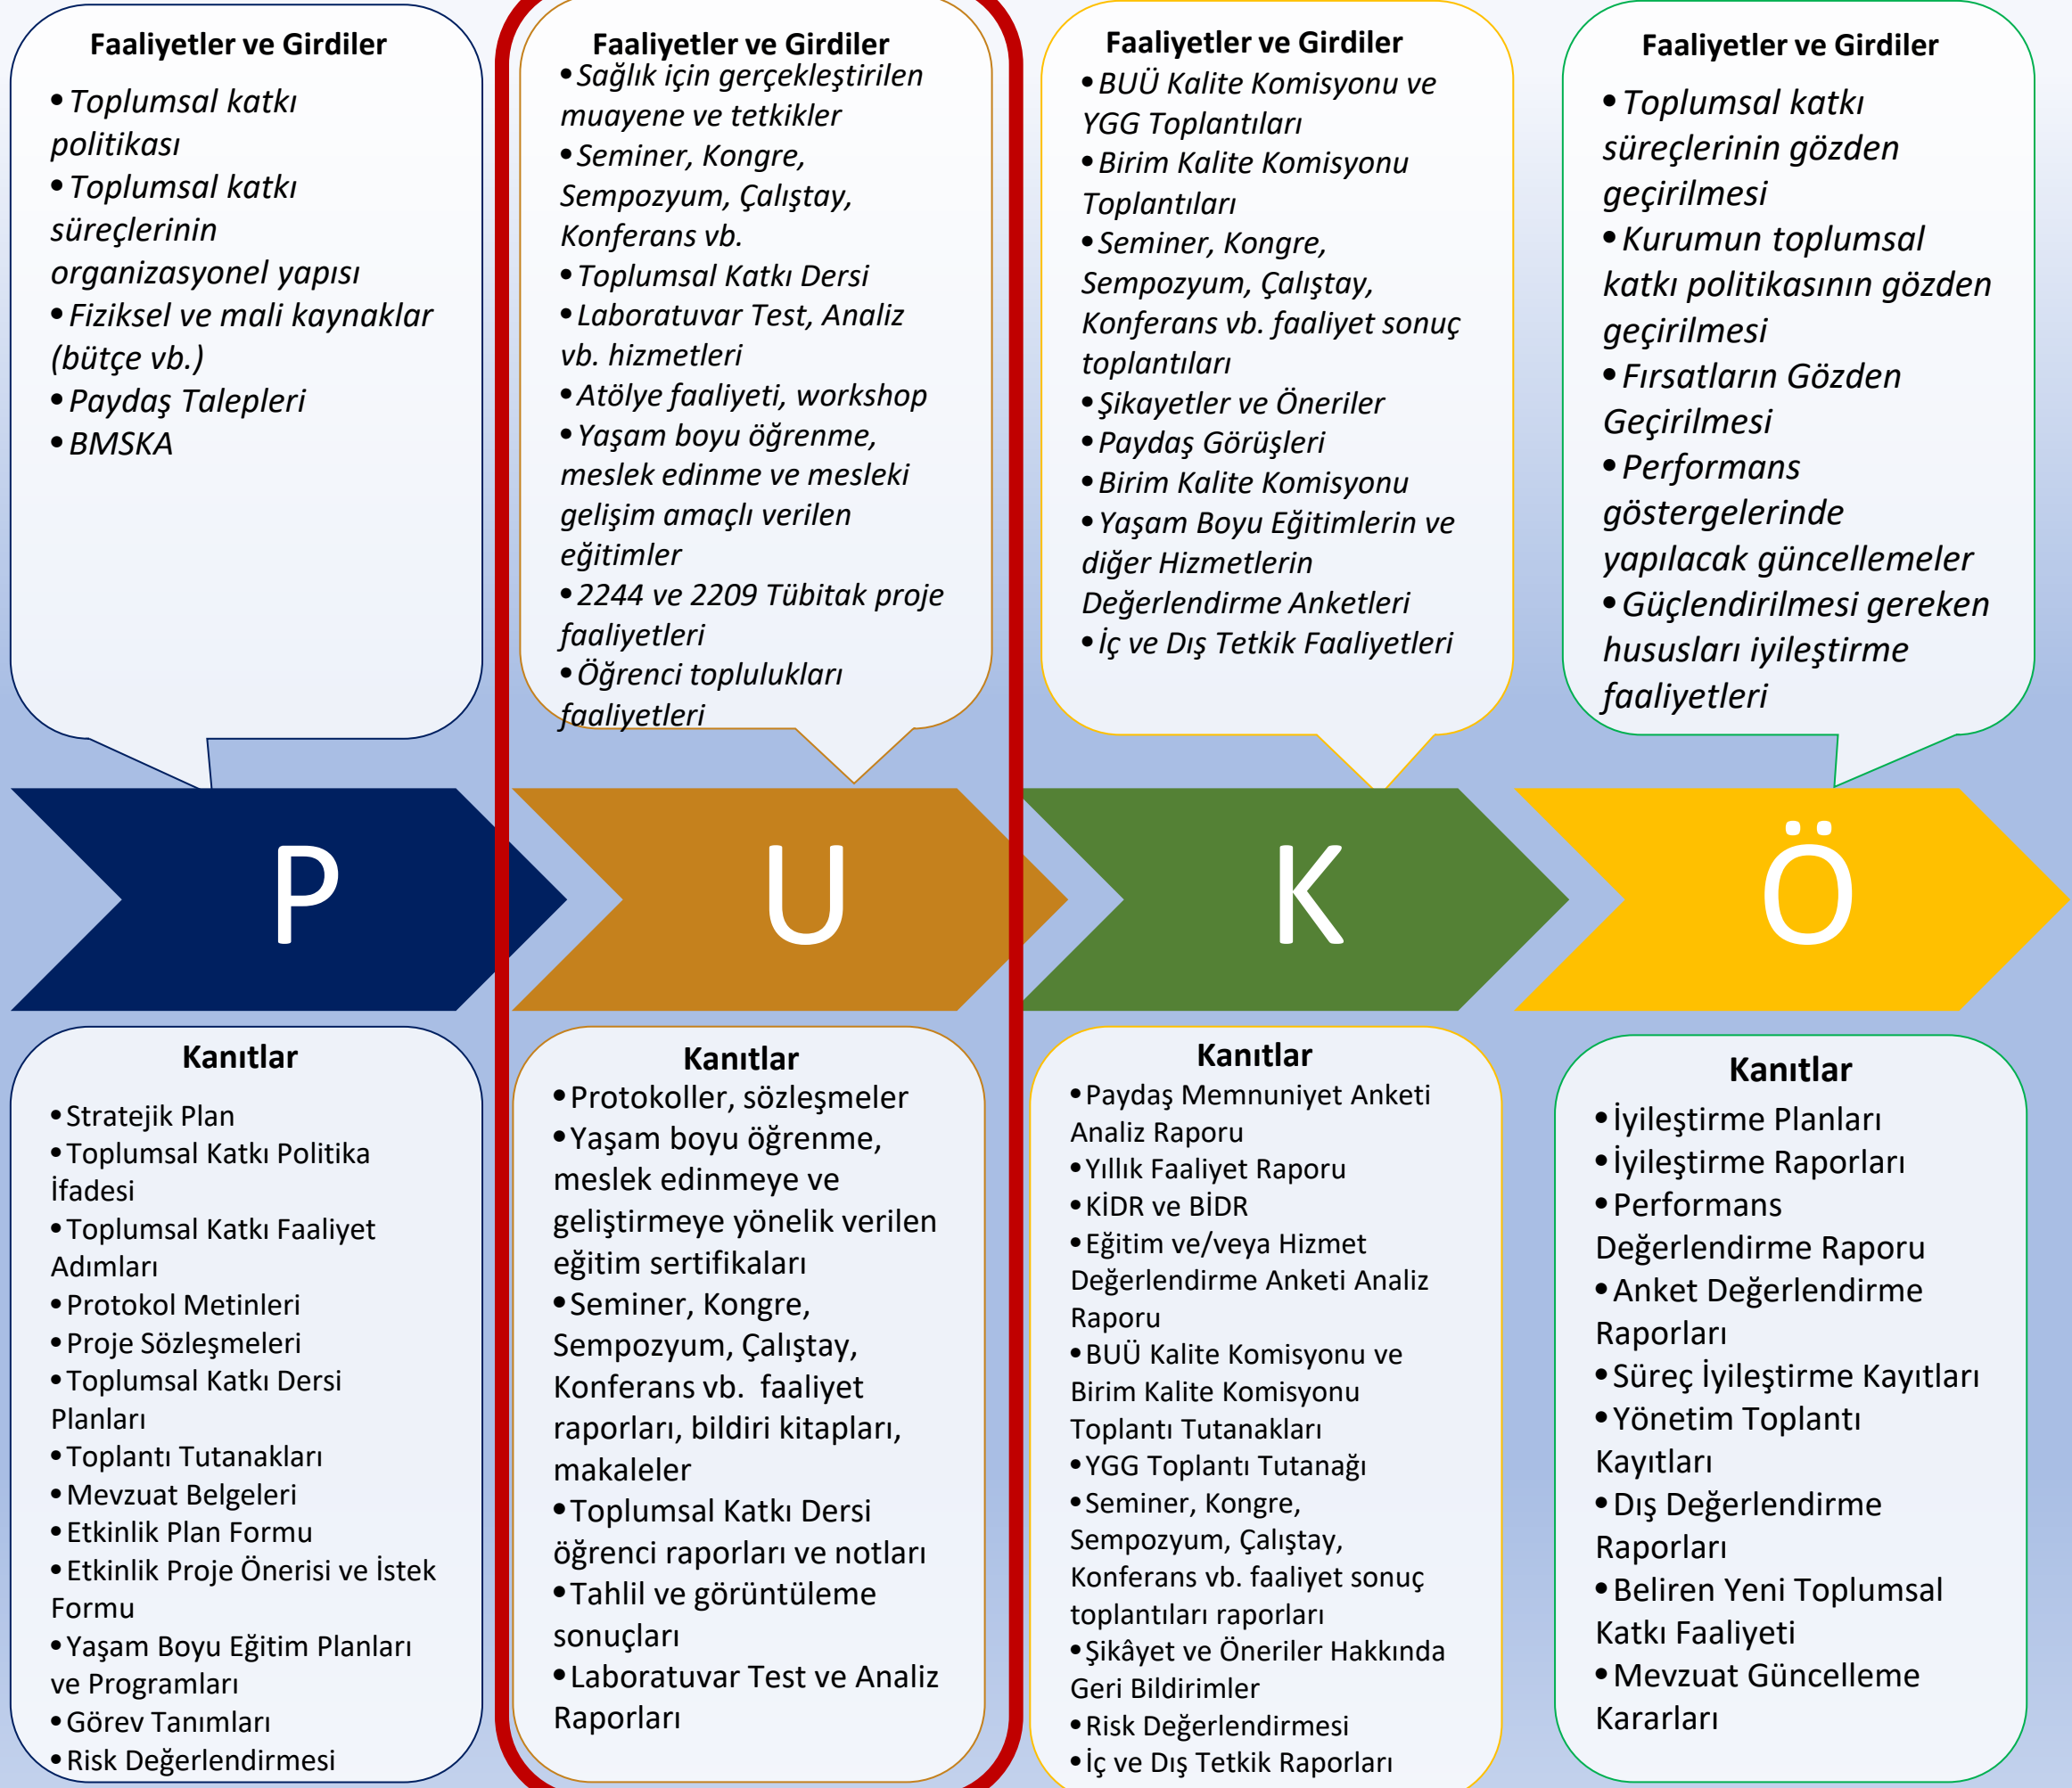 Faaliyetler ve Girdiler
•Toplumsal katkı
politikası
•Toplumsal katkı
süreçlerinin
organizasyonel yapısı
•Fiziksel ve mali kaynaklar
(bütçe vb.)
•Paydaş Talepleri
•BMSKA
Faaliyetler ve Girdiler
•Sağlık için gerçekleştirilen
muayene ve tetkikler
•Seminer, Kongre,
Sempozyum, Çalıştay,
Konferans vb.
•Toplumsal Katkı Dersi
•Laboratuvar Test, Analiz
vb. hizmetleri
•Atölye faaliyeti, workshop
•Yaşam boyu öğrenme,
meslek edinme ve mesleki
gelişim amaçlı verilen
eğitimler
•2244 ve 2209 Tübitak proje
faaliyetleri
•Öğrenci toplulukları
faaliyetleri
Faaliyetler ve Girdiler
•BUÜ Kalite Komisyonu ve
YGG Toplantıları
•Birim Kalite Komisyonu
Toplantıları
•Seminer, Kongre,
Sempozyum, Çalıştay,
Konferans vb. faaliyet sonuç
toplantıları
•Şikayetler ve Öneriler
•Paydaş Görüşleri
•Birim Kalite Komisyonu
•Yaşam Boyu Eğitimlerin ve
diğer Hizmetlerin
Değerlendirme Anketleri
•İç ve Dış Tetkik Faaliyetleri
Faaliyetler ve Girdiler
•Toplumsal katkı
süreçlerinin gözden
geçirilmesi
•Kurumun toplumsal
katkı politikasının gözden
geçirilmesi
•Fırsatların Gözden
Geçirilmesi
•Performans
göstergelerinde
yapılacak güncellemeler
•Güçlendirilmesi gereken
hususları iyileştirme
faaliyetleri
P
U
K
Ö
Kanıtlar
•Stratejik Plan
•Toplumsal Katkı Politika
İfadesi
•Toplumsal Katkı Faaliyet
Adımları
•Protokol Metinleri
•Proje Sözleşmeleri
•Toplumsal Katkı Dersi
Planları
•Toplantı Tutanakları
•Mevzuat Belgeleri
•Etkinlik Plan Formu
•Etkinlik Proje Önerisi ve İstek
Formu
•Yaşam Boyu Eğitim Planları
ve Programları
•Görev Tanımları
•Risk Değerlendirmesi
Kanıtlar
•Protokoller, sözleşmeler
•Yaşam boyu öğrenme,
meslek edinmeye ve
geliştirmeye yönelik verilen
eğitim sertifikaları
•Seminer, Kongre,
Sempozyum, Çalıştay,
Konferans vb. faaliyet
raporları, bildiri kitapları,
makaleler
•Toplumsal Katkı Dersi
öğrenci raporları ve notları
•Tahlil ve görüntüleme
sonuçları
•Laboratuvar Test ve Analiz
Raporları
Kanıtlar
•Paydaş Memnuniyet Anketi
Analiz Raporu
•Yıllık Faaliyet Raporu
•KİDR ve BİDR
•Eğitim ve/veya Hizmet
Değerlendirme Anketi Analiz
Raporu
•BUÜ Kalite Komisyonu ve
Birim Kalite Komisyonu
Toplantı Tutanakları
•YGG Toplantı Tutanağı
•Seminer, Kongre,
Sempozyum, Çalıştay,
Konferans vb. faaliyet sonuç
toplantıları raporları
•Şikâyet ve Öneriler Hakkında
Geri Bildirimler
•Risk Değerlendirmesi
•İç ve Dış Tetkik Raporları
Kanıtlar
•İyileştirme Planları
•İyileştirme Raporları
•Performans
Değerlendirme Raporu
•Anket Değerlendirme
Raporları
•Süreç İyileştirme Kayıtları
•Yönetim Toplantı
Kayıtları
•Dış Değerlendirme
Raporları
•Beliren Yeni Toplumsal
Katkı Faaliyeti
•Mevzuat Güncelleme
Kararları